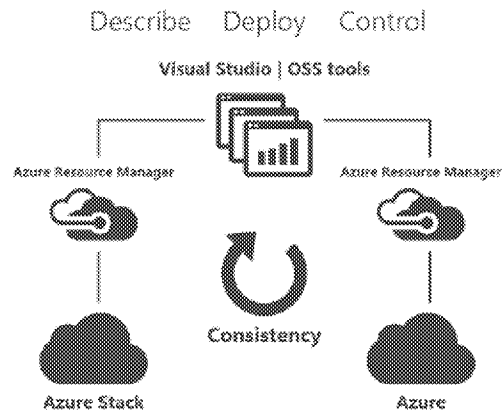 Describe Deploy Control
Visual Studio | OSS tools
Azure Resource Manager
Azure Resource Manager
Consistency
Azure Stack
Azure